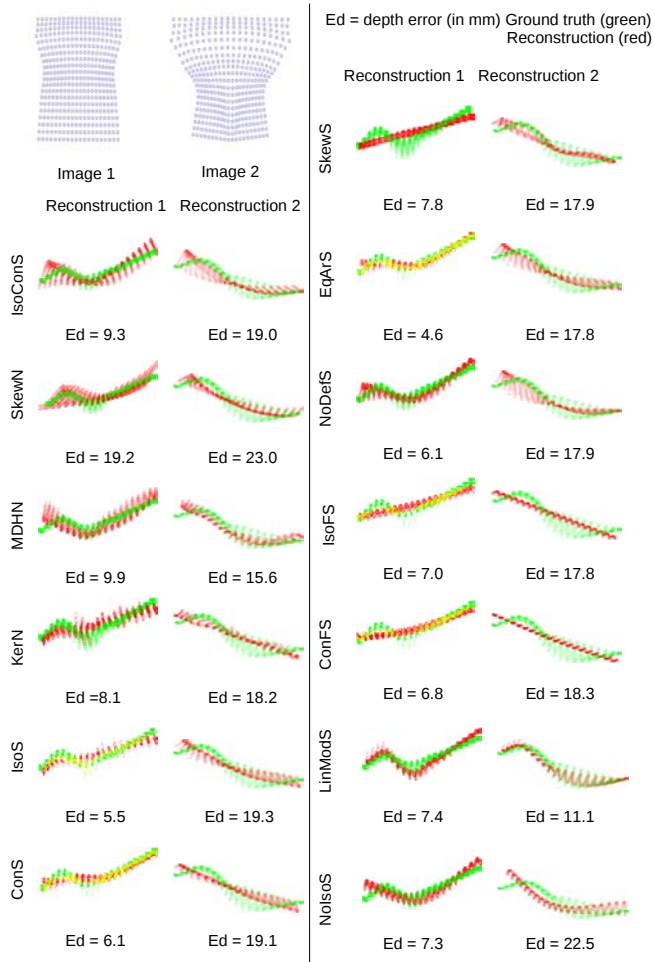 Image 1
Image 2
Reconstruction 1 Reconstruction 2
IsoConS
Ed = 9.3
Ed = 19.0
SkewN
Ed = 19.2
Ed = 23.0
MDHN
Ed = 9.9
Ed = 15.6
KerN
Ed =8.1
Ed = 18.2
IsoS
Ed = 5.5
Ed = 19.3
ConS
Ed = 6.1
Ed = 19.1
Ed = depth error (in mm) Ground truth (green)
Reconstruction (red)
Reconstruction 1 Reconstruction 2
SkewS
Ed = 7.8
Ed = 17.9
EqArS
Ed = 4.6
Ed = 17.8
NoDefS
Ed = 6.1
Ed = 17.9
IsoFS
Ed = 7.0
Ed = 17.8
ConFS
Ed = 6.8
Ed = 18.3
LinModS
Ed = 7.4
Ed = 11.1
NoIsoS
Ed = 7.3
Ed = 22.5